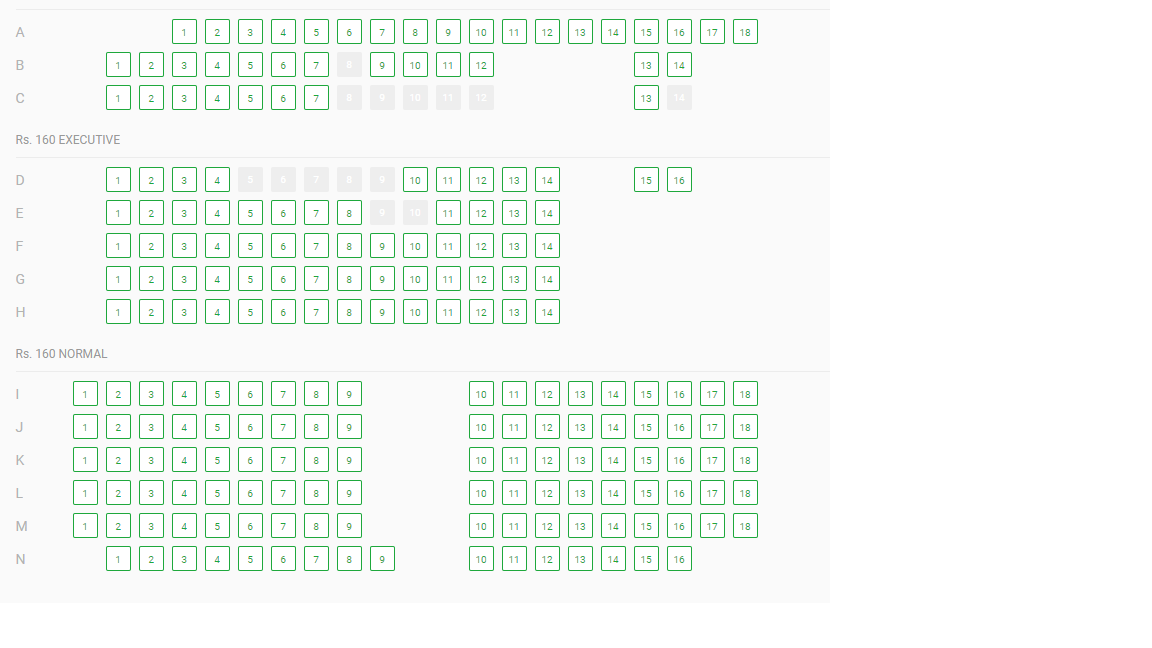 A 1 2 3 4 5 6 7 8 9 10 11 12 13 14 15 16 17 18
B 1 2 3 4 5 6 7 8 9 10 11 12 13 14
C 1 2 3 4 5 6 7 8 9 10 11 12 13 14
Rs. 160 EXECUTIVE
D 1 2 3 4 5 6 7 8 9 10 11 12 13 14 15 16
E 1 2 3 4 5 6 7 8 9 10 11 12 13 14
F 1 2 3 4 5 6 7 8 9 10 11 12 13 14
G 1 2 3 4 5 6 7 8 9 10 11 12 13 14
H 1 2 3 4 5 6 7 8 9 10 11 12 13 14
Rs. 160 NORMAL
I 1 2 3 4 5 6 7 8 9 10 11 12 13 14 15 16 17 18
J 1 2 3 4 5 6 7 8 9 10 11 12 13 14 15 16 17 18
K 1 2 3 4 5 6 7 8 9 10 11 12 13 14 15 16 17 18
L 1 2 3 4 5 6 7 8 9 10 11 12 13 14 15 16 17 18
M 1 2 3 4 5 6 7 8 9 10 11 12 13 14 15 16 17 18
N 1 2 3 4 5 6 7 8 9 10 11 12 13 14 15 16